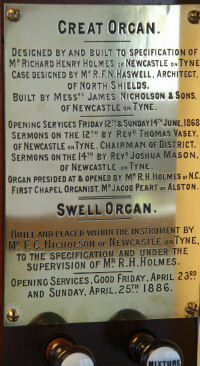 Great Organ.
Designed by and built to specification of
Mr Richard Henry Holmes of Newcastle on Tyne
Case designed by Mr R.F.N Haswell, Architect,
of North Shields.
Built by Messrs James Nicholson & Sons,
of Newcastle on Tyne.
Opening Services Friday 12th & Sunday 14th June, 1868
Sermons on the 12th by Revd Thomas Vasey,
of Newcastle on Tyne. Chairman of District.
Sermons on the 14th by Revd Joshua Mason,
of Newcastle on Tyne.
Organ presided at & opened by Mr R.H. Holmes of N.C.
First Chapel Organist, Mr Jacob Peart of Alston.
Swell Organ.
Built and placed within the instrument by
Mr F.C. Nicholson of Newcastle on Tyne,
to the specification and under the
supervision of Mr R.H. Holmes.
Opening Services, Good Friday, April 23rd
and Sunday, April, 25th 1886.
MIXTURE